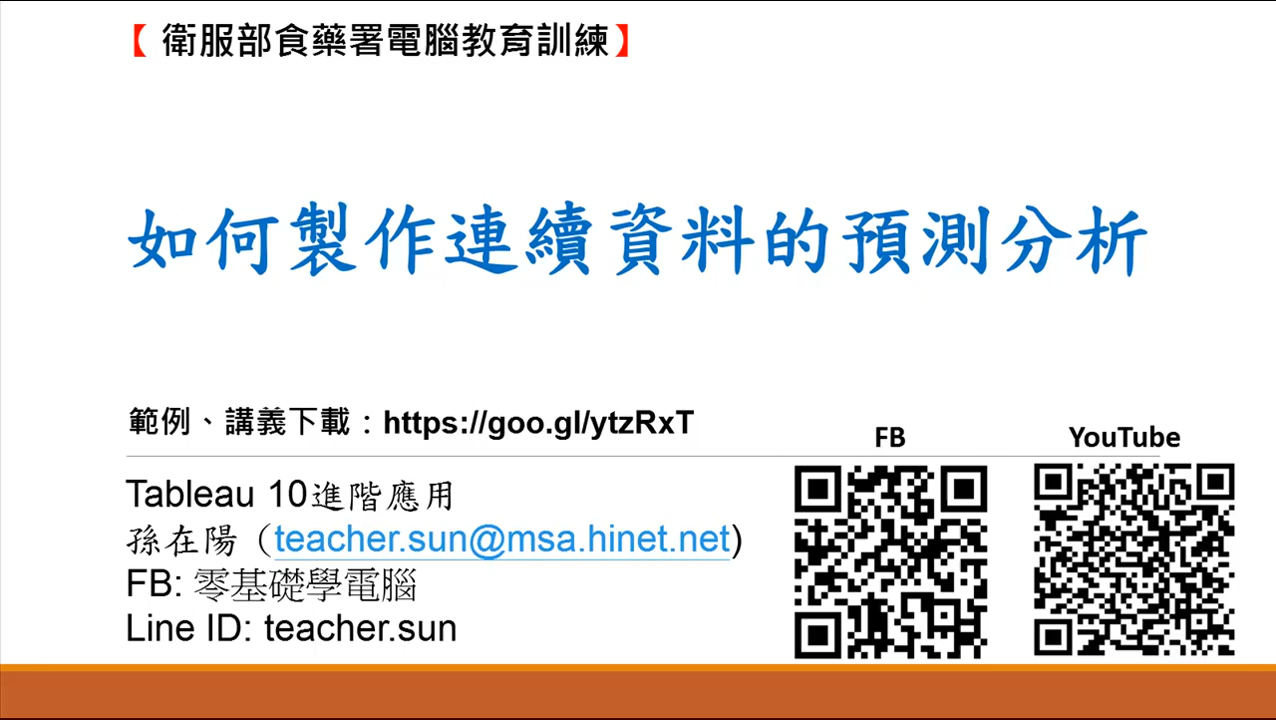 【 衛服部食藥署電腦教育訓練】
如何製作連續資料的預測分析
範例、講義下載：https://goo.gl/ytzRxT
FB
YouTube
Tableau 10進階應用
孫在陽（teacher.sun@msa.hinet.net)
FB: 零基礎學電腦
Line ID: teacher.sun